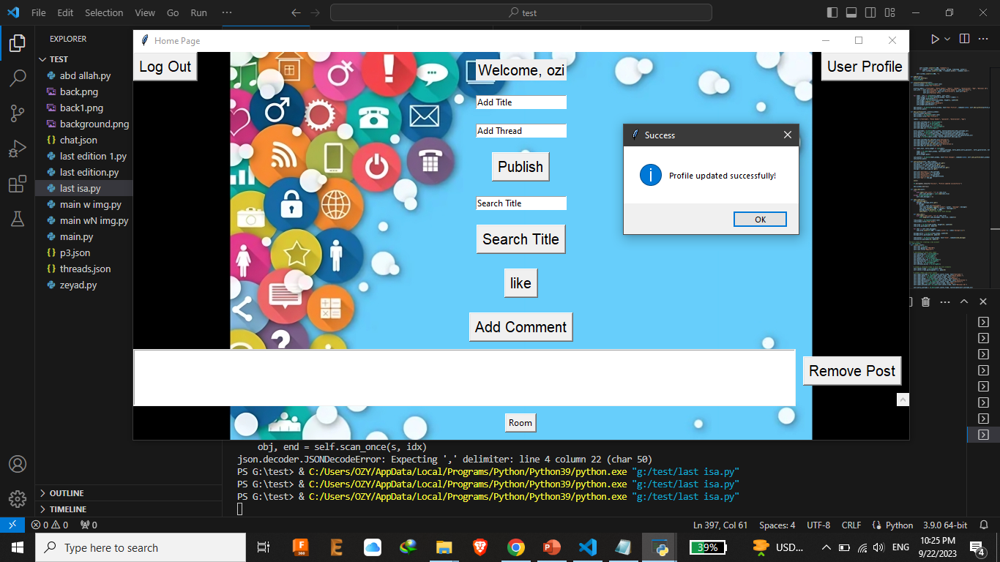 File Edit Selection View Go Run ···
test
EXPLORER
TEST
abd allah.py
back.png
back1.png
background.png
chat.json
last edition 1.py
last edition.py
last isa.py
main w img.py
main wN img.py
main.py
p3.json
threads.json
zeyad.py
OUTLINE
TIMELINE
Home Page
Log Out
Welcome, ozi
User Profile
Add Title
Add Thread
Publish
Search Title
Search Title
like
Add Comment
Remove Post
Room
Success
Profile updated successfully!
OK
obj, end = self.scan_once(s, idx)
json.decoder.JSONDecodeError: Expecting ',' delimiter: line 4 column 22 (char 50)
PS G:\test> & C:/Users/OZY/AppData/Local/Programs/Python/Python39/python.exe "g:/test/last isa.py"
PS G:\test> & C:/Users/OZY/AppData/Local/Programs/Python/Python39/python.exe "g:/test/last isa.py"
PS G:\test> & C:/Users/OZY/AppData/Local/Programs/Python/Python39/python.exe "g:/test/last isa.py"
0 0 0 Ln 397, Col 61 Spaces: 4 UTF-8 CRLF Python 3.9.0 64-bit
Type here to search
39%
USD...
ENG
10:25 PM
9/22/2023
4